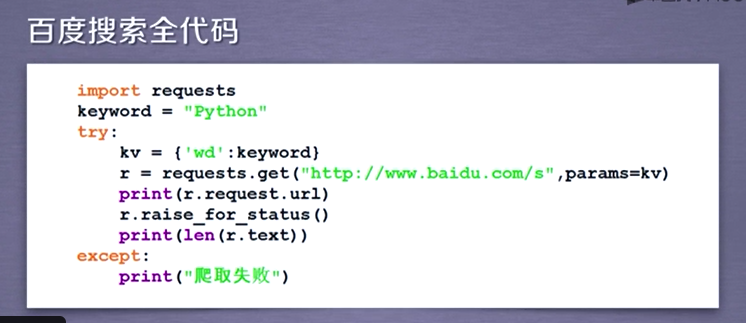 百度搜索全代码
import requests
keyword = "Python"
try:
    kv = {'wd':keyword}
    r = requests.get("http://www.baidu.com/s",params=kv)
    print(r.request.url)
    r.raise_for_status()
    print(len(r.text))
except:
    print("爬取失败")